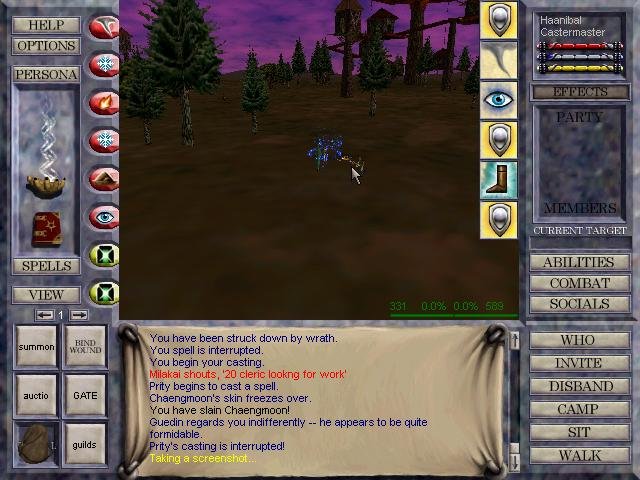 HELP
OPTIONS
PERSONA
SPELLS
VIEW
1
summon
BIND
WOUND
auctio
GATE
guilds
331 0.0% 0.0% 589
You have been struck down by wrath.
You spell is interrupted.
You begin your casting.
Milakai shouts, '20 cleric lookng for work'
Prity begins to cast a spell.
Chaengmoon's skin freezes over.
You have slain Chaengmoon!
Guedin regards you indifferently -- he appears to be quite
formidable.
Prity's casting is interrupted!
Taking a screenshot...
Haanibal
Castermaster
EFFECTS
PARTY
MEMBERS
CURRENT TARGET
ABILITIES
COMBAT
SOCIALS
WHO
INVITE
DISBAND
CAMP
SIT
WALK